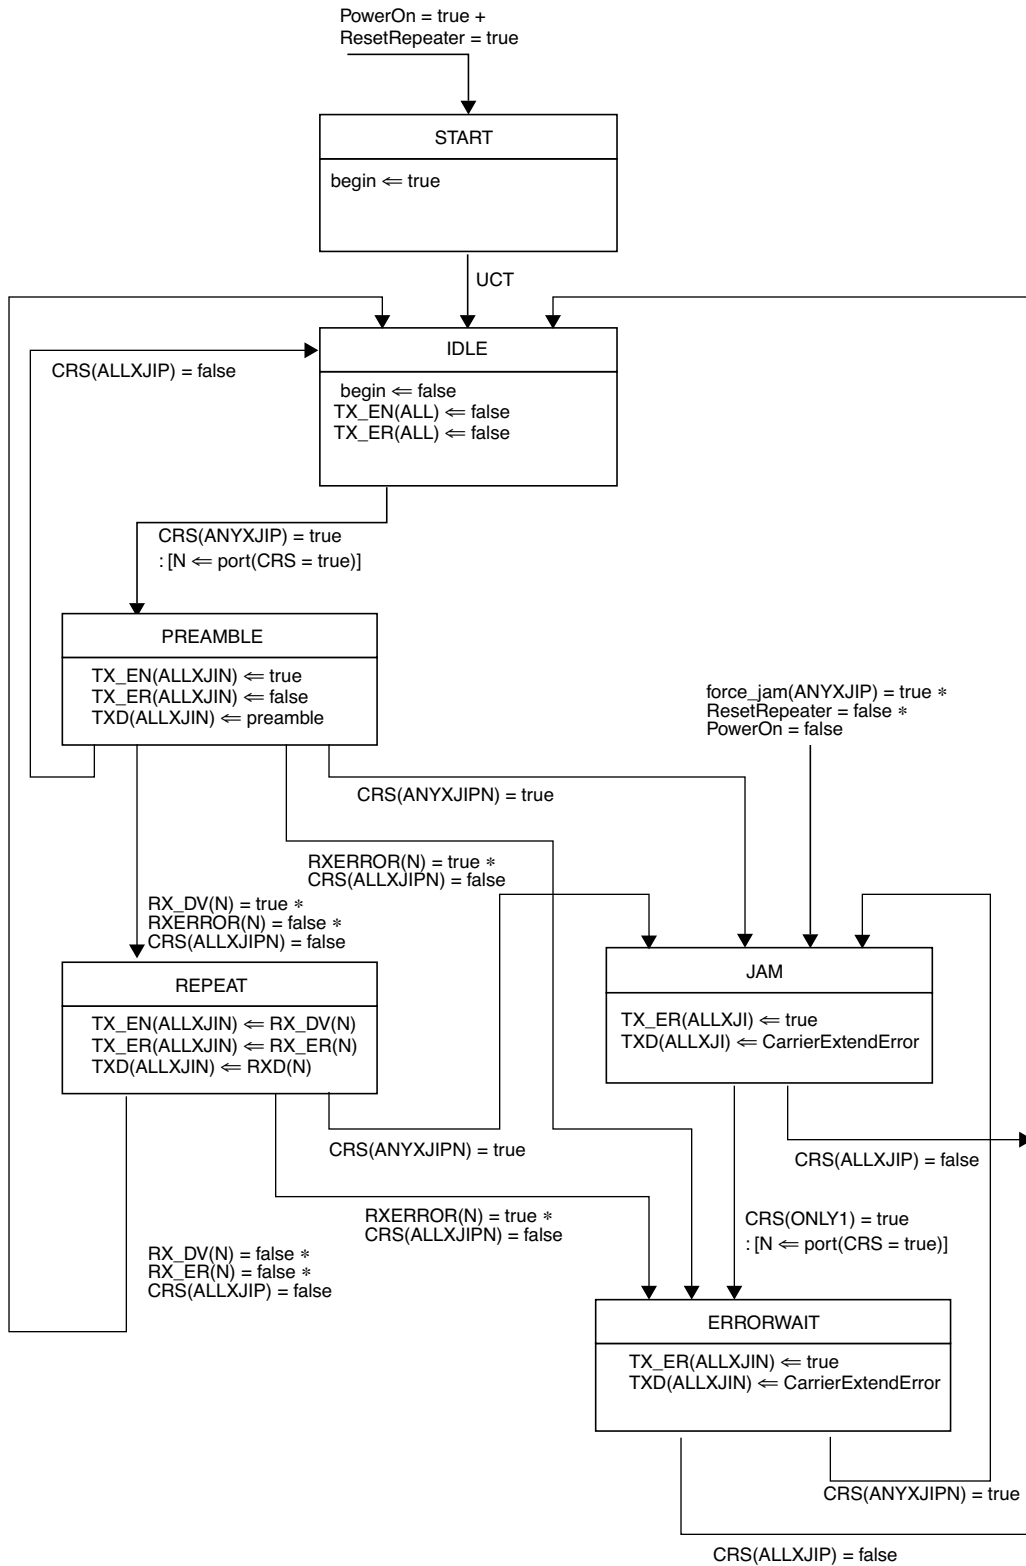 PowerOn = true +
ResetRepeater = true
START
begin ⇐ true
UCT
IDLE
CRS(ALLXJIP) = false
begin ⇐ false
TX_EN(ALL) ⇐ false
TX_ER(ALL) ⇐ false
CRS(ANYXJIP) = true
: [N ⇐ port(CRS = true)]
PREAMBLE
TX_EN(ALLXJIN) ⇐ true
TX_ER(ALLXJIN) ⇐ false
TXD(ALLXJIN) ⇐ preamble
force_jam(ANYXJIP) = true *
ResetRepeater = false *
PowerOn = false
CRS(ANYXJIPN) = true
RXERROR(N) = true *
CRS(ALLXJIPN) = false
RX_DV(N) = true *
RXERROR(N) = false *
CRS(ALLXJIPN) = false
REPEAT
TX_EN(ALLXJIN) ⇐ RX_DV(N)
TX_ER(ALLXJIN) ⇐ RX_ER(N)
TXD(ALLXJIN) ⇐ RXD(N)
JAM
TX_ER(ALLXJI) ⇐ true
TXD(ALLXJI) ⇐ CarrierExtendError
CRS(ANYXJIPN) = true
CRS(ALLXJIP) = false
RXERROR(N) = true *
CRS(ALLXJIPN) = false
CRS(ONLY1) = true
: [N ⇐ port(CRS = true)]
RX_DV(N) = false *
RX_ER(N) = false *
CRS(ALLXJIP) = false
ERRORWAIT
TX_ER(ALLXJIN) ⇐ true
TXD(ALLXJIN) ⇐ CarrierExtendError
CRS(ANYXJIPN) = true
CRS(ALLXJIP) = false